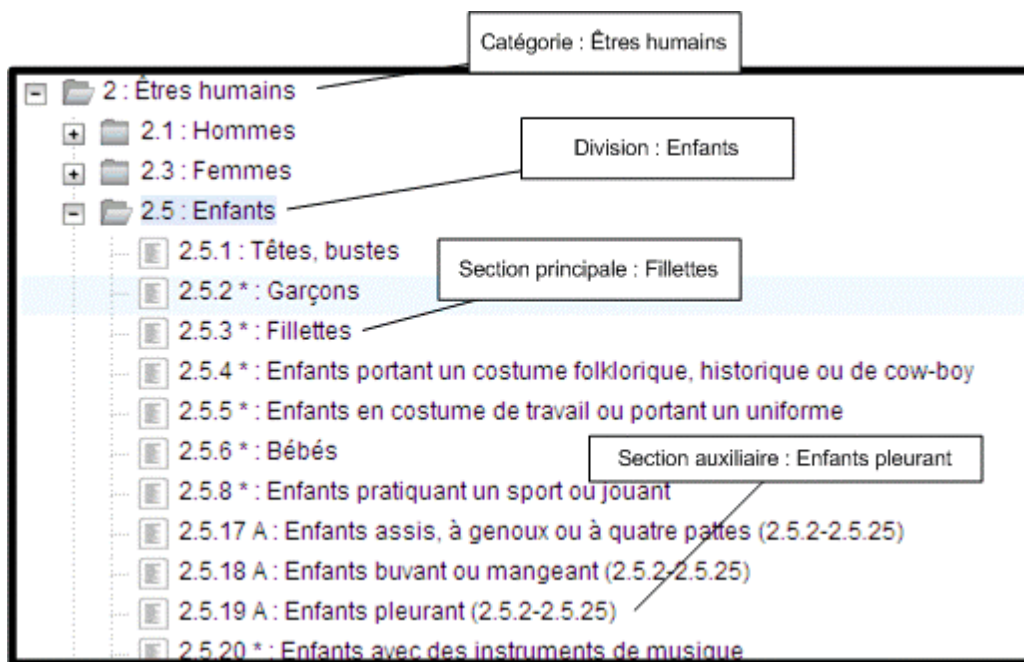 Catégorie : Êtres humains
2 : Êtres humains
2.1 : Hommes
Division : Enfants
2.3 : Femmes
2.5 : Enfants
2.5.1 : Têtes, bustes
Section principale : Fillettes
2.5.2 * : Garçons
2.5.3 * : Fillettes
2.5.4 * : Enfants portant un costume folklorique, historique ou de cow-boy
2.5.5 * : Enfants en costume de travail ou portant un uniforme
2.5.6 * : Bébés
Section auxiliaire : Enfants pleurant
2.5.8 * : Enfants pratiquant un sport ou jouant
2.5.17 A : Enfants assis, à genoux ou à quatre pattes (2.5.2-2.5.25)
2.5.18 A : Enfants buvant ou mangeant (2.5.2-2.5.25)
2.5.19 A : Enfants pleurant (2.5.2-2.5.25)
2.5.20 * : Enfants avec des instruments de musique